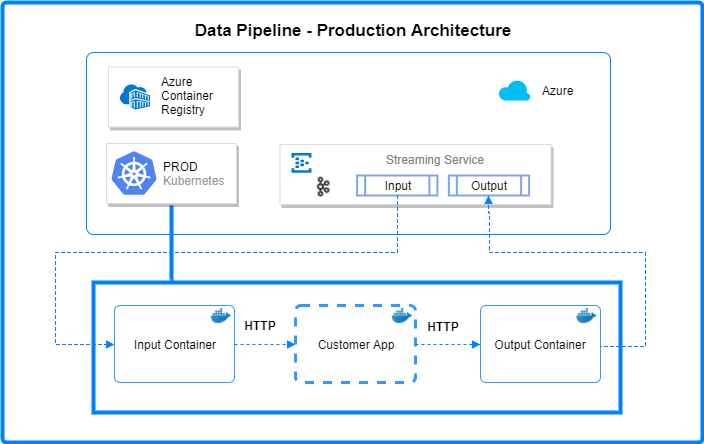 Data Pipeline - Production Architecture
Azure
Container
Registry
Azure
PROD
Kubernetes
Streaming Service
Input
Output
HTTP
HTTP
Input Container
Customer App
Output Container